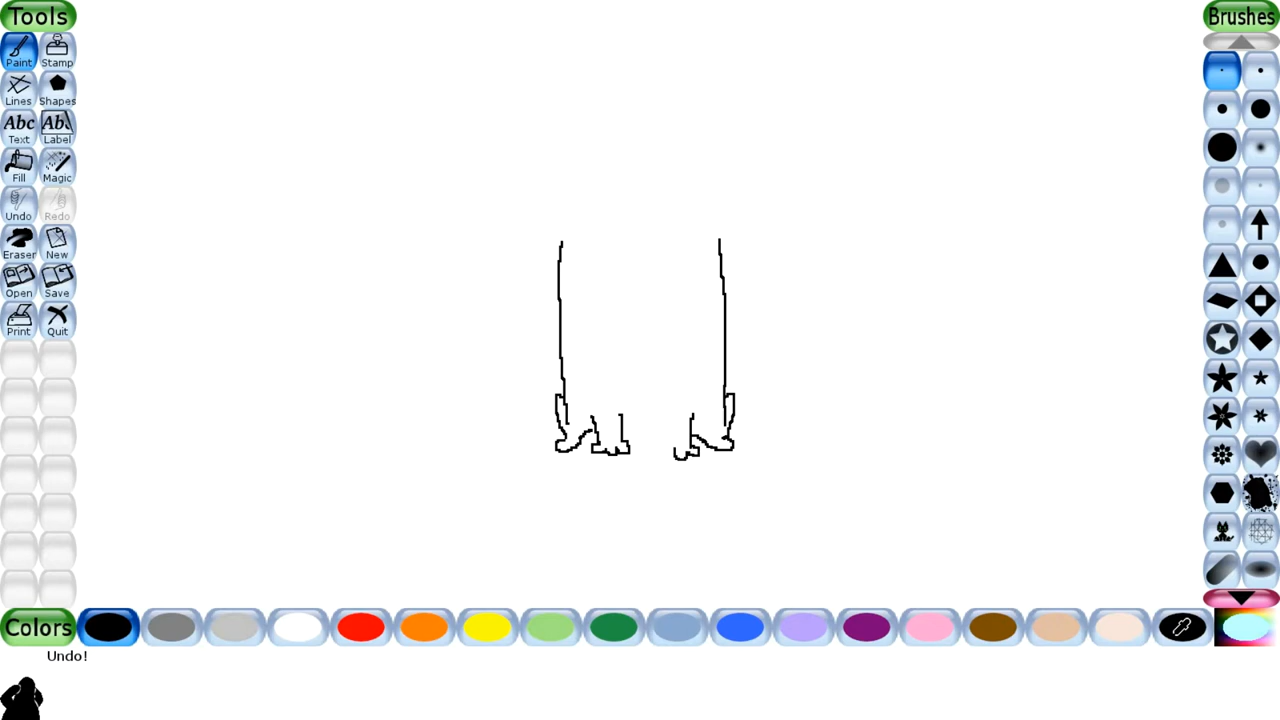 Tools
Brushes
Paint Stamp
Lines Shapes
Abc Abc
Text Label
Fill Magic
Undo Redo
Eraser New
Open Save
Print Quit
Colors
Undo!